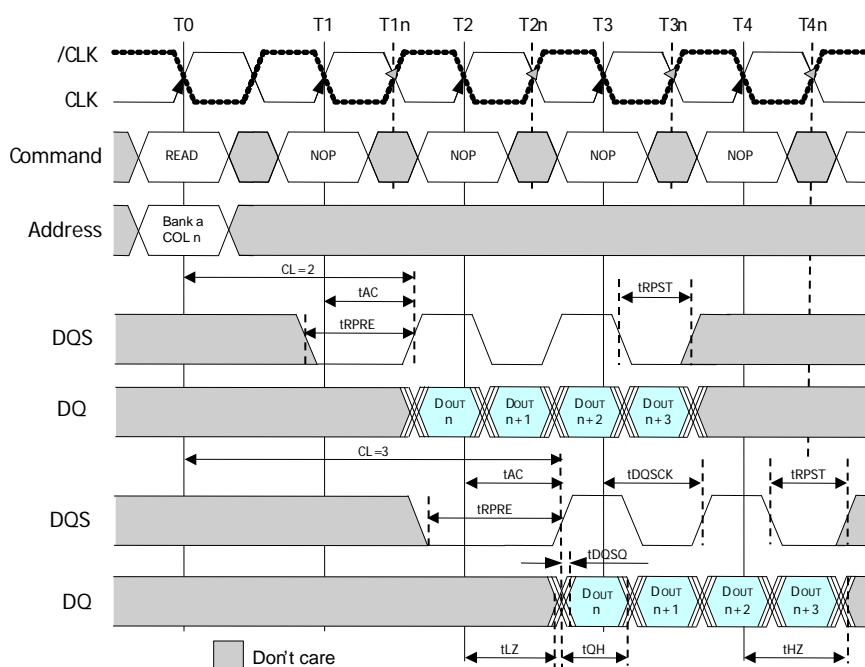 T0 T1 T1n T2 T2n T3 T3n T4 T4n
/CLK
CLK
Command READ NOP NOP NOP NOP
Address Bank a
COL n
CL = 2
tAC
tRPRE
tRPST
DQS
DQ
DOUT n DOUT n+1 DOUT n+2 DOUT n+3
CL=3
tAC
tDQSCK
tRPST
tRPRE
DQS
tDQSQ
DQ
DOUT n DOUT n+1 DOUT n+2 DOUT n+3
tLZ tQH tHZ
Don't care